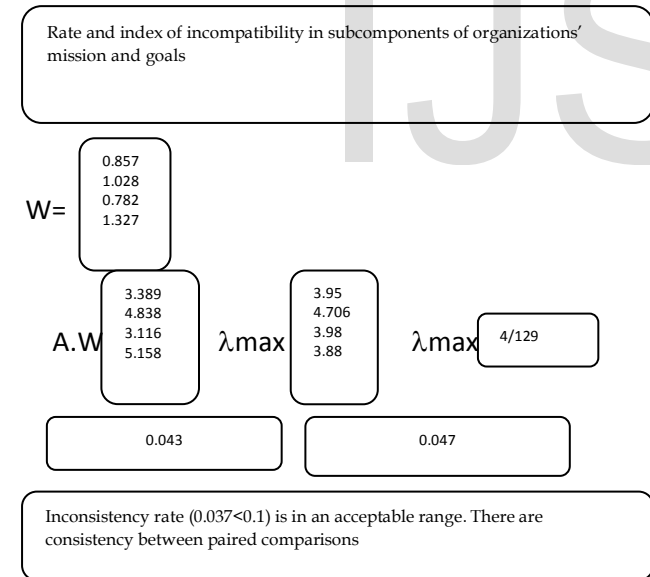 IJS
Rate and index of incompatibility in subcomponents of organizations'
mission and goals
W=
0.857
1.028
0.782
1.327
A.W
3.389
4.838
3.116
5.158
λmax
3.95
4.706
3.98
3.88
λmax
4/129
0.043
0.047
Inconsistency rate (0.037<0.1) is in an acceptable range. There are
consistency between paired comparisons